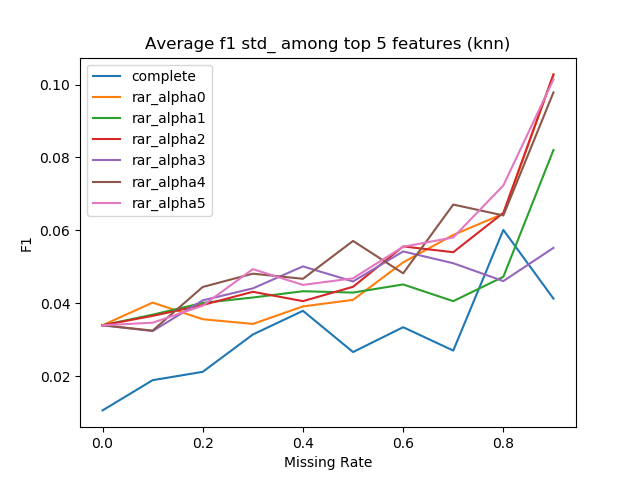 Average f1 std_ among top 5 features (knn)
complete
rar_alpha0
rar_alpha1
rar_alpha2
rar_alpha3
rar_alpha4
rar_alpha5
0.10
0.08
0.06
0.04
0.02
F1
0.0 0.2 0.4 0.6 0.8
Missing Rate